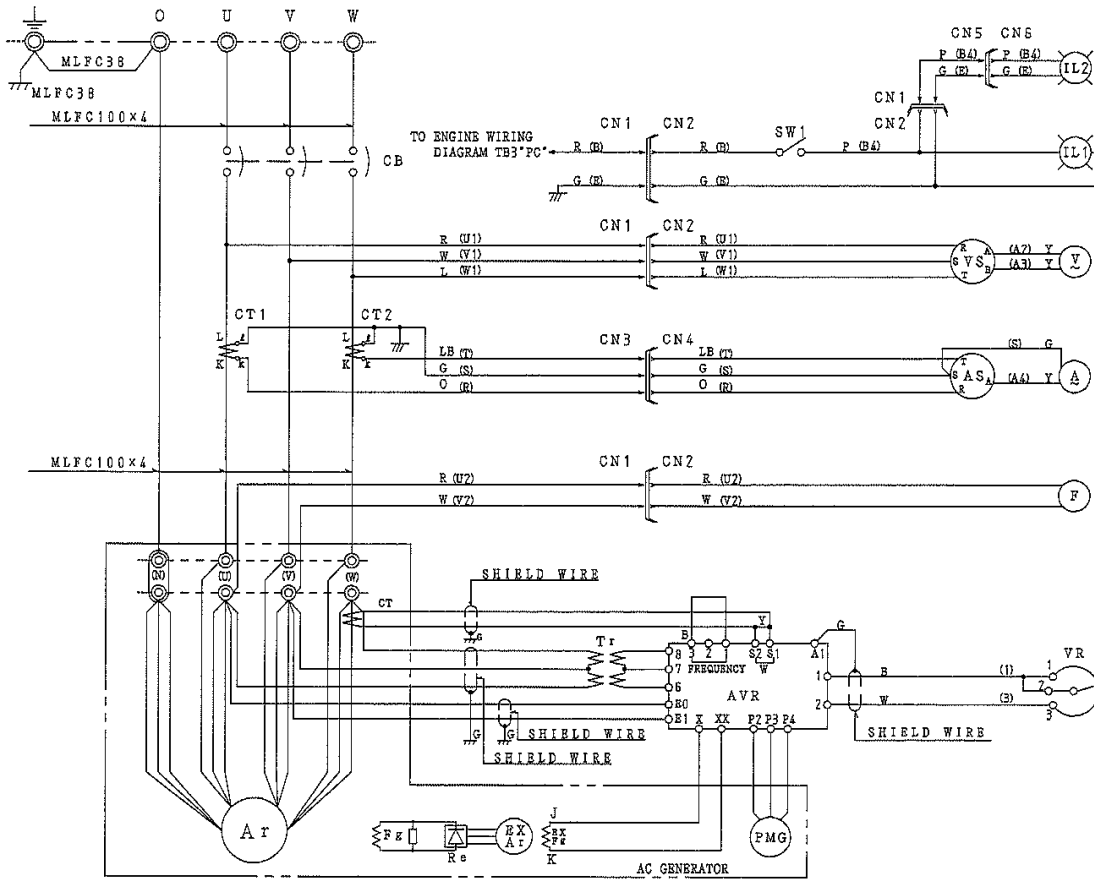 O U V W
MLFC38
MLFC38
MLFC100×4
CB
CN5 CN6
P (B4) P (B4)
G (E) G (E)
IL2
CN1
CN2
TO ENGINE WIRING
DIAGRAM TB3"PC"
CN1 CN2
R (B) R (B)
SW1
P (B4)
IL1
G (E) G (E)
CN1 CN2
R (U1) R (U1)
W (V1) W (V1)
L (W1) L (W1)
R
S VS A
T B
(A2) Y
(A3) Y
V
CT1 CT2
L ℓ L ℓ
K k K k
CN3 CN4
LB (T) LB (T)
G (S) G (S)
O (R) O (R)
T
S AS A
R
(S) G
(A4) Y
A
MLFC100×4
CN1 CN2
R (U2) R (U2)
W (V2) W (V2)
F
(N) (U) (V) (W)
SHIELD WIRE
CT
G
Tr
B
3 2 1
FREQUENCY
Y
S2 S1
W
A1
G
8
7
6
E0
E1
AVR
X XX P2 P3 P4
1
2
B (1)
W (3)
VR
1
2
3
SHIELD WIRE
G G SHIELD WIRE
SHIELD WIRE
Ar
Fg
Re
EX
Ar
J
EX
Fg
K
PMG
AC GENERATOR